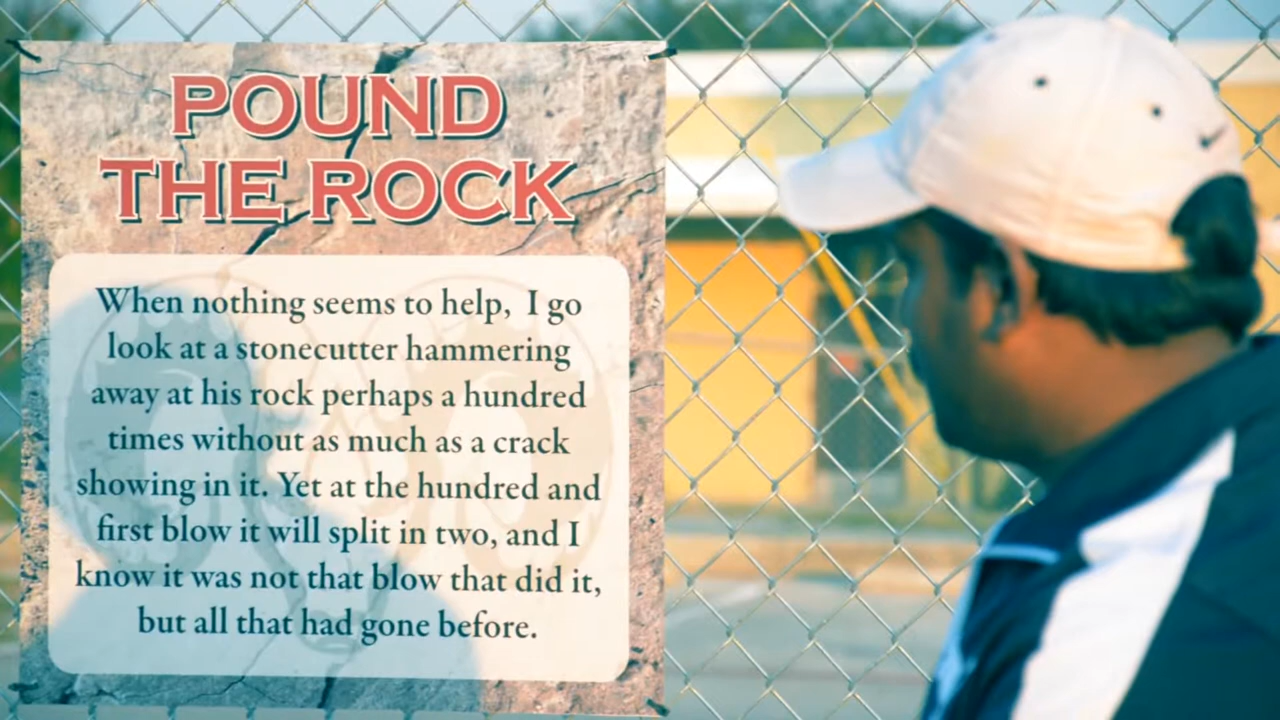 POUND
THE ROCK
When nothing seems to help, I go
look at a stonecutter hammering
away at his rock perhaps a hundred
times without as much as a crack
showing in it. Yet at the hundred and
first blow it will split in two, and I
know it was not that blow that did it,
but all that had gone before.